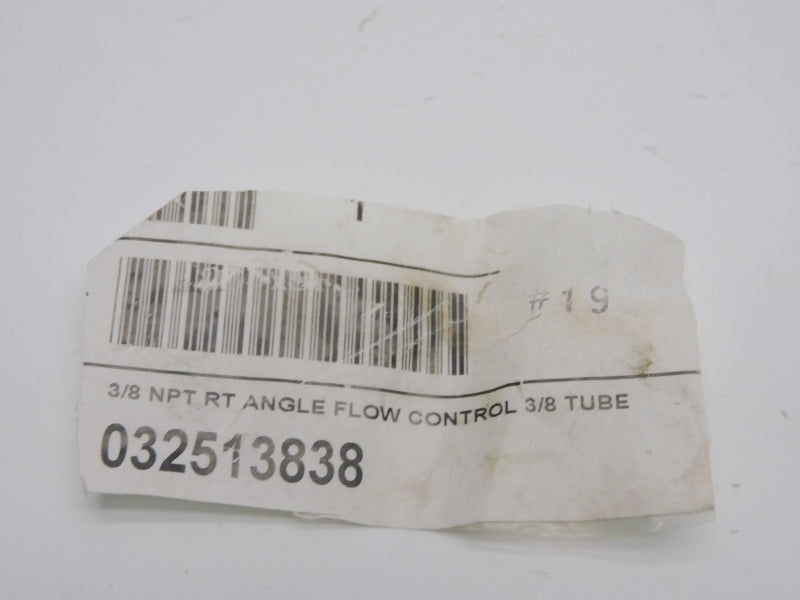 #19
3/8 NPT RT ANGLE FLOW CONTROL 3/8 TUBE
032513838